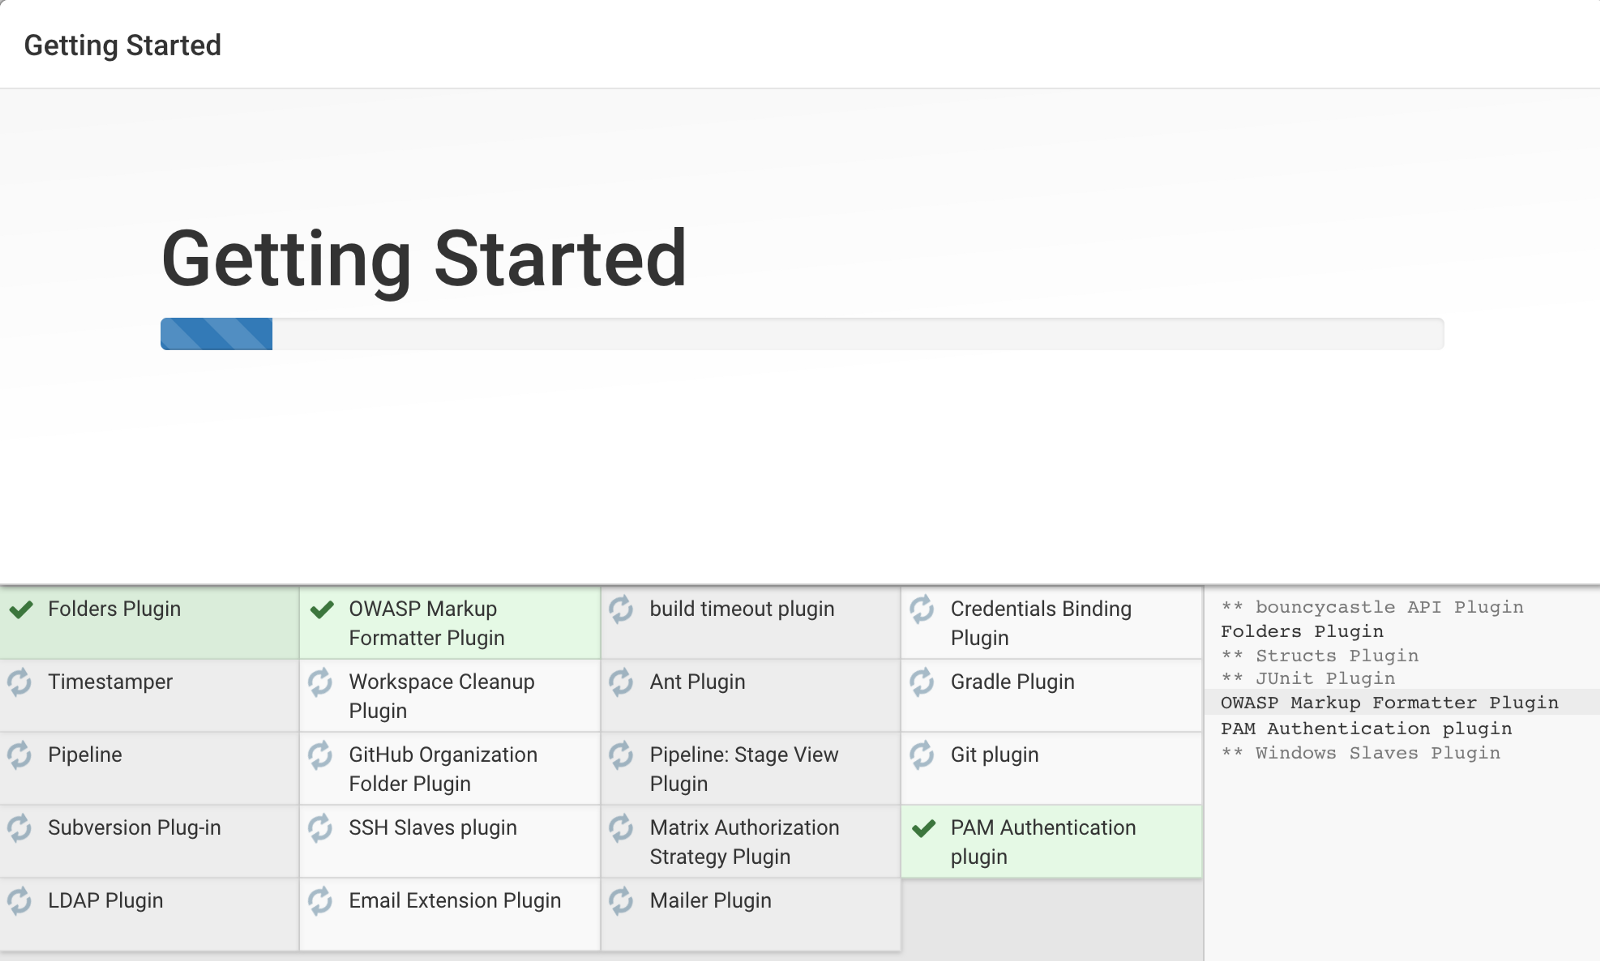 Getting Started
Getting Started
Folders Plugin
OWASP Markup
Formatter Plugin
build timeout plugin
Credentials Binding
Plugin
Timestamper
Workspace Cleanup
Plugin
Ant Plugin
Gradle Plugin
Pipeline
GitHub Organization
Folder Plugin
Pipeline: Stage View
Plugin
Git plugin
Subversion Plug-in
SSH Slaves plugin
Matrix Authorization
Strategy Plugin
PAM Authentication
plugin
LDAP Plugin
Email Extension Plugin
Mailer Plugin
** bouncycastle API Plugin
Folders Plugin
** Structs Plugin
** JUnit Plugin
OWASP Markup Formatter Plugin
PAM Authentication plugin
** Windows Slaves Plugin